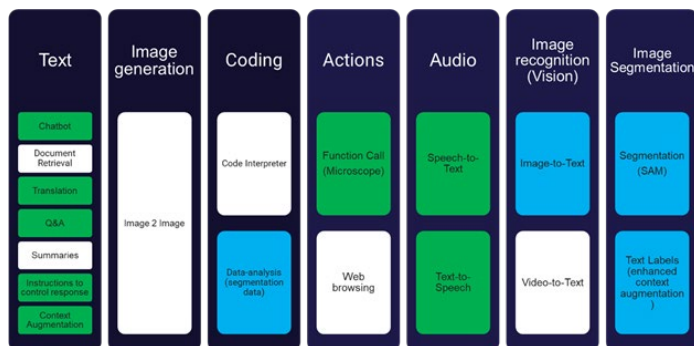 Text
Chatbot
Document
Retrieval
Translation
Q&A
Summaries
Instructions to
control response
Context
Augmentation
Image
generation
Image 2 Image
Coding
Code Interpreter
Data-analysis
(segmentation
data)
Actions
Function Call
(Microscope)
Web
browsing
Audio
Speech-to-
Text
Text-to-
Speech
Image
recognition
(Vision)
Image-to-Text
Video-to-Text
Image
Segmentation
Segmentation
(SAM)
Text Labels
(enhanced
context
augmentation
)